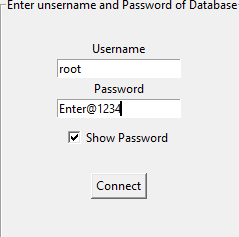 Enter unsername and Password of Database
Username
root
Password
Enter@1234
Show Password
Connect